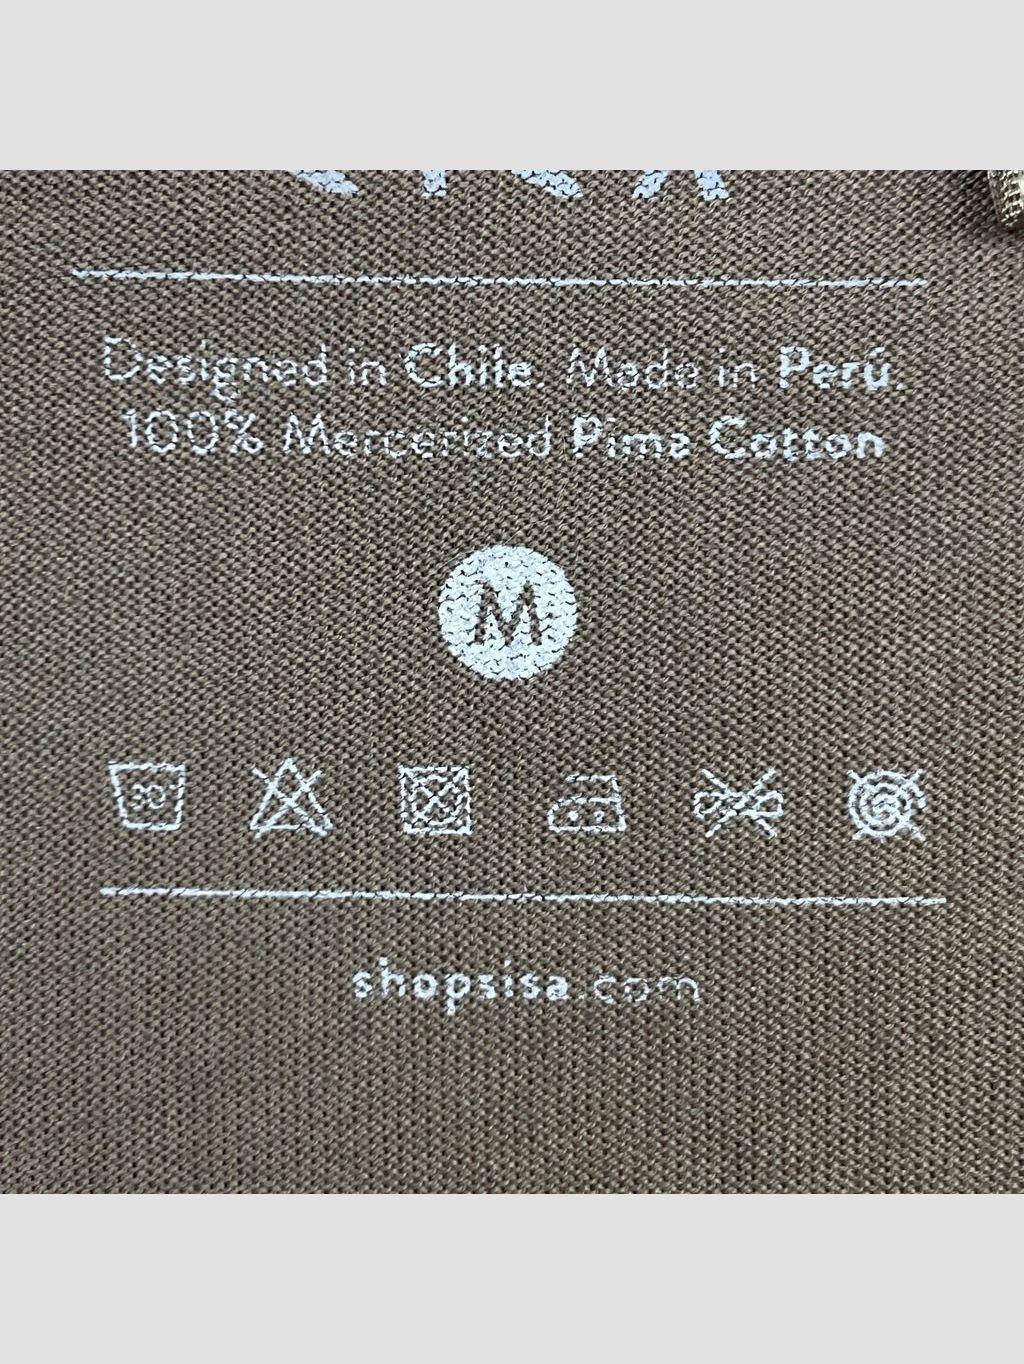 Designed in Chile. Made in Perú.
100% Mercerized Pima Cotton
M
30°
shopsisa.com